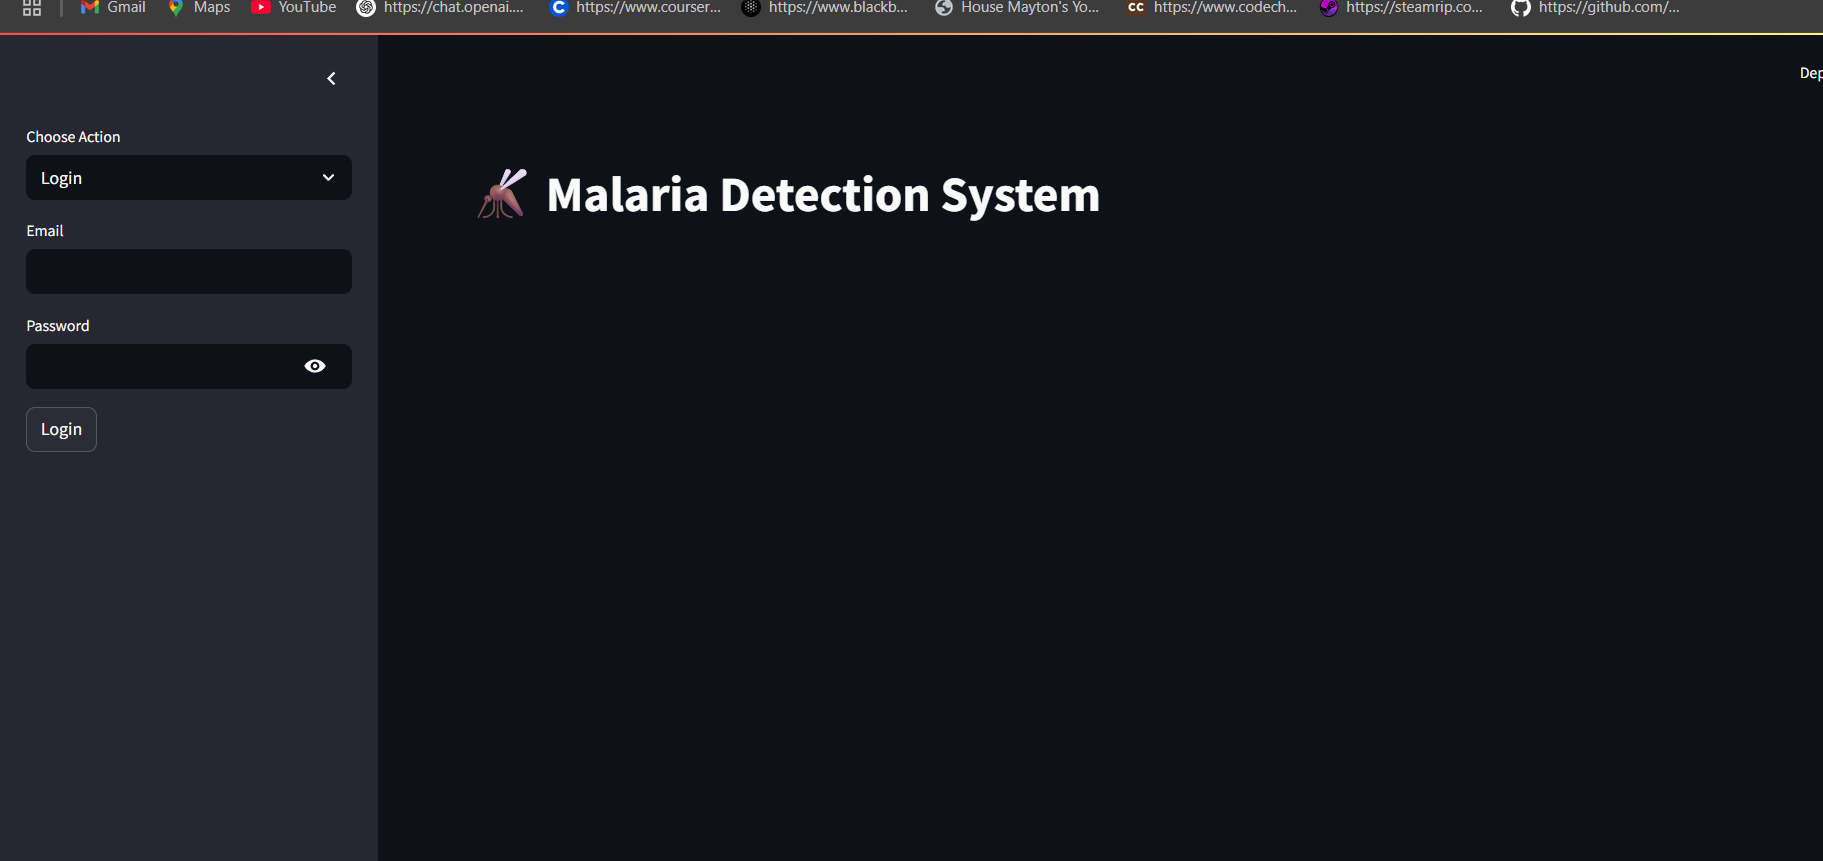 Gmail Maps YouTube https://chat.openai.... https://www.courser... https://www.blackb... House Mayton's Yo... CC https://www.codech... https://steamrip.co... https://github.com/...
Dep
Choose Action
Login
Email
Password
Login
Malaria Detection System